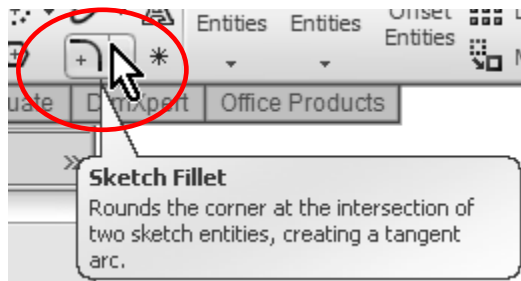 Entities Entities Offset
Entities
uate DimXpert Office Products
Sketch Fillet
Rounds the corner at the intersection of
two sketch entities, creating a tangent
arc.